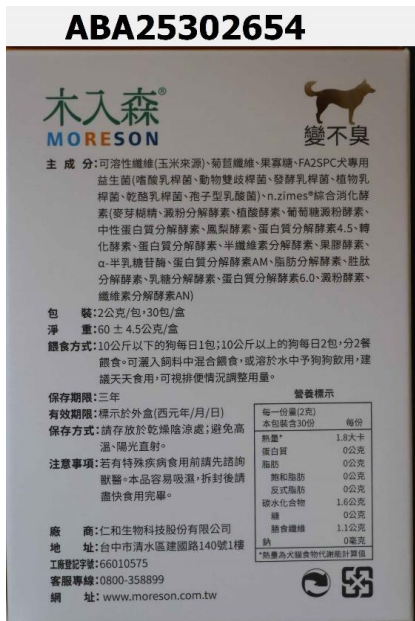 ABA25302654
木入森®
MORESON
變不臭
主成分:可溶性纖維(玉米來源)、菊苣纖維、果寡糖、FA2SPC犬專用
益生菌(嗜酸乳桿菌、動物雙歧桿菌、發酵乳桿菌、植物乳
桿菌、乾酪乳桿菌、孢子型乳酸菌)、n.zimes®綜合消化酵
素(麥芽糊精、澱粉分解酵素、植酸酵素、葡萄糖澱粉酵素、
中性蛋白質分解酵素、鳳梨酵素、蛋白質分解酵素4.5、轉
化酵素、蛋白質分解酵素、半纖維素分解酵素、果膠酵素、
α-半乳糖苷酶、蛋白質分解酵素AM、脂肪分解酵素、胜肽
分解酵素、乳糖分解酵素、蛋白質分解酵素6.0、澱粉酵素、
纖維素分解酵素AN)
包裝:2公克/包,30包/盒
淨重:60 ± 4.5公克/盒
餵食方式:10公斤以下的狗每日1包;10公斤以上的狗每日2包,分2餐
餵食。可灑入飼料中混合餵食,或溶於水中予狗狗飲用,建
議天天食用,可視排便情況調整用量。
保存期限:三年
有效期限:標示於外盒(西元年/月/日)
保存方式:請存放於乾燥陰涼處;避免高
溫、陽光直射。
注意事項:若有特殊疾病食用前請先諮詢
獸醫。本品容易吸濕,拆封後請
盡快食用完畢。
營養標示
每一份量(2克)
本包裝含30份 每份
熱量* 1.8大卡
蛋白質 0公克
脂肪 0公克
飽和脂肪 0公克
反式脂肪 0公克
碳水化合物 1.6公克
糖 0公克
膳食纖維 1.1公克
鈉 0毫克
*熱量為犬貓食物代謝能計算值
廠商:仁和生物科技股份有限公司
地址:台中市清水區建國路140號1樓
工廠登記字號:66010575
客服專線:0800-358899
網址: www.moreson.com.tw